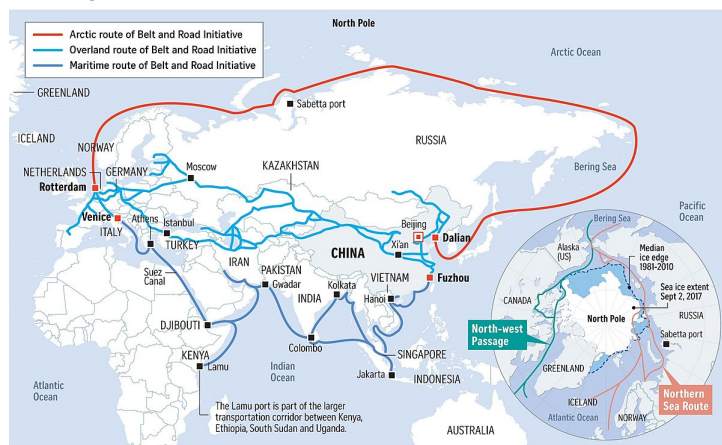 North Pole
Arctic route of Belt and Road Initiative
Overland route of Belt and Road Initiative
Maritime route of Belt and Road Initiative
Arctic Ocean
GREENLAND
Sabetta port
ICELAND
NORWAY
RUSSIA
NETHERLANDS
GERMANY
Moscow
KAZAKHSTAN
Bering Sea
Rotterdam
Pacific
Ocean
Venice
ITALY
Athens
Istanbul
TURKEY
Beijing
Dalian
Xi'an
CHINA
Suez
Canal
IRAN
PAKISTAN
Gwadar
INDIA
Kolkata
VIETNAM
Hanoi
Fuzhou
DJIBOUTI
KENYA
Lamu
Colombo
Indian
Ocean
SINGAPORE
Jakarta
INDONESIA
Atlantic
Ocean
The Lamu port is part of the larger
transportation corridor between Kenya,
Ethiopia, South Sudan and Uganda.
AUSTRALIA
Bering Sea
Alaska
(US)
Median
ice edge
1981-2010
CANADA
Sea ice extent
Sept 2, 2017
North Pole
RUSSIA
Sabetta port
North-west
Passage
GREENLAND
Northern
Sea Route
ICELAND
Atlantic Ocean
NORWAY